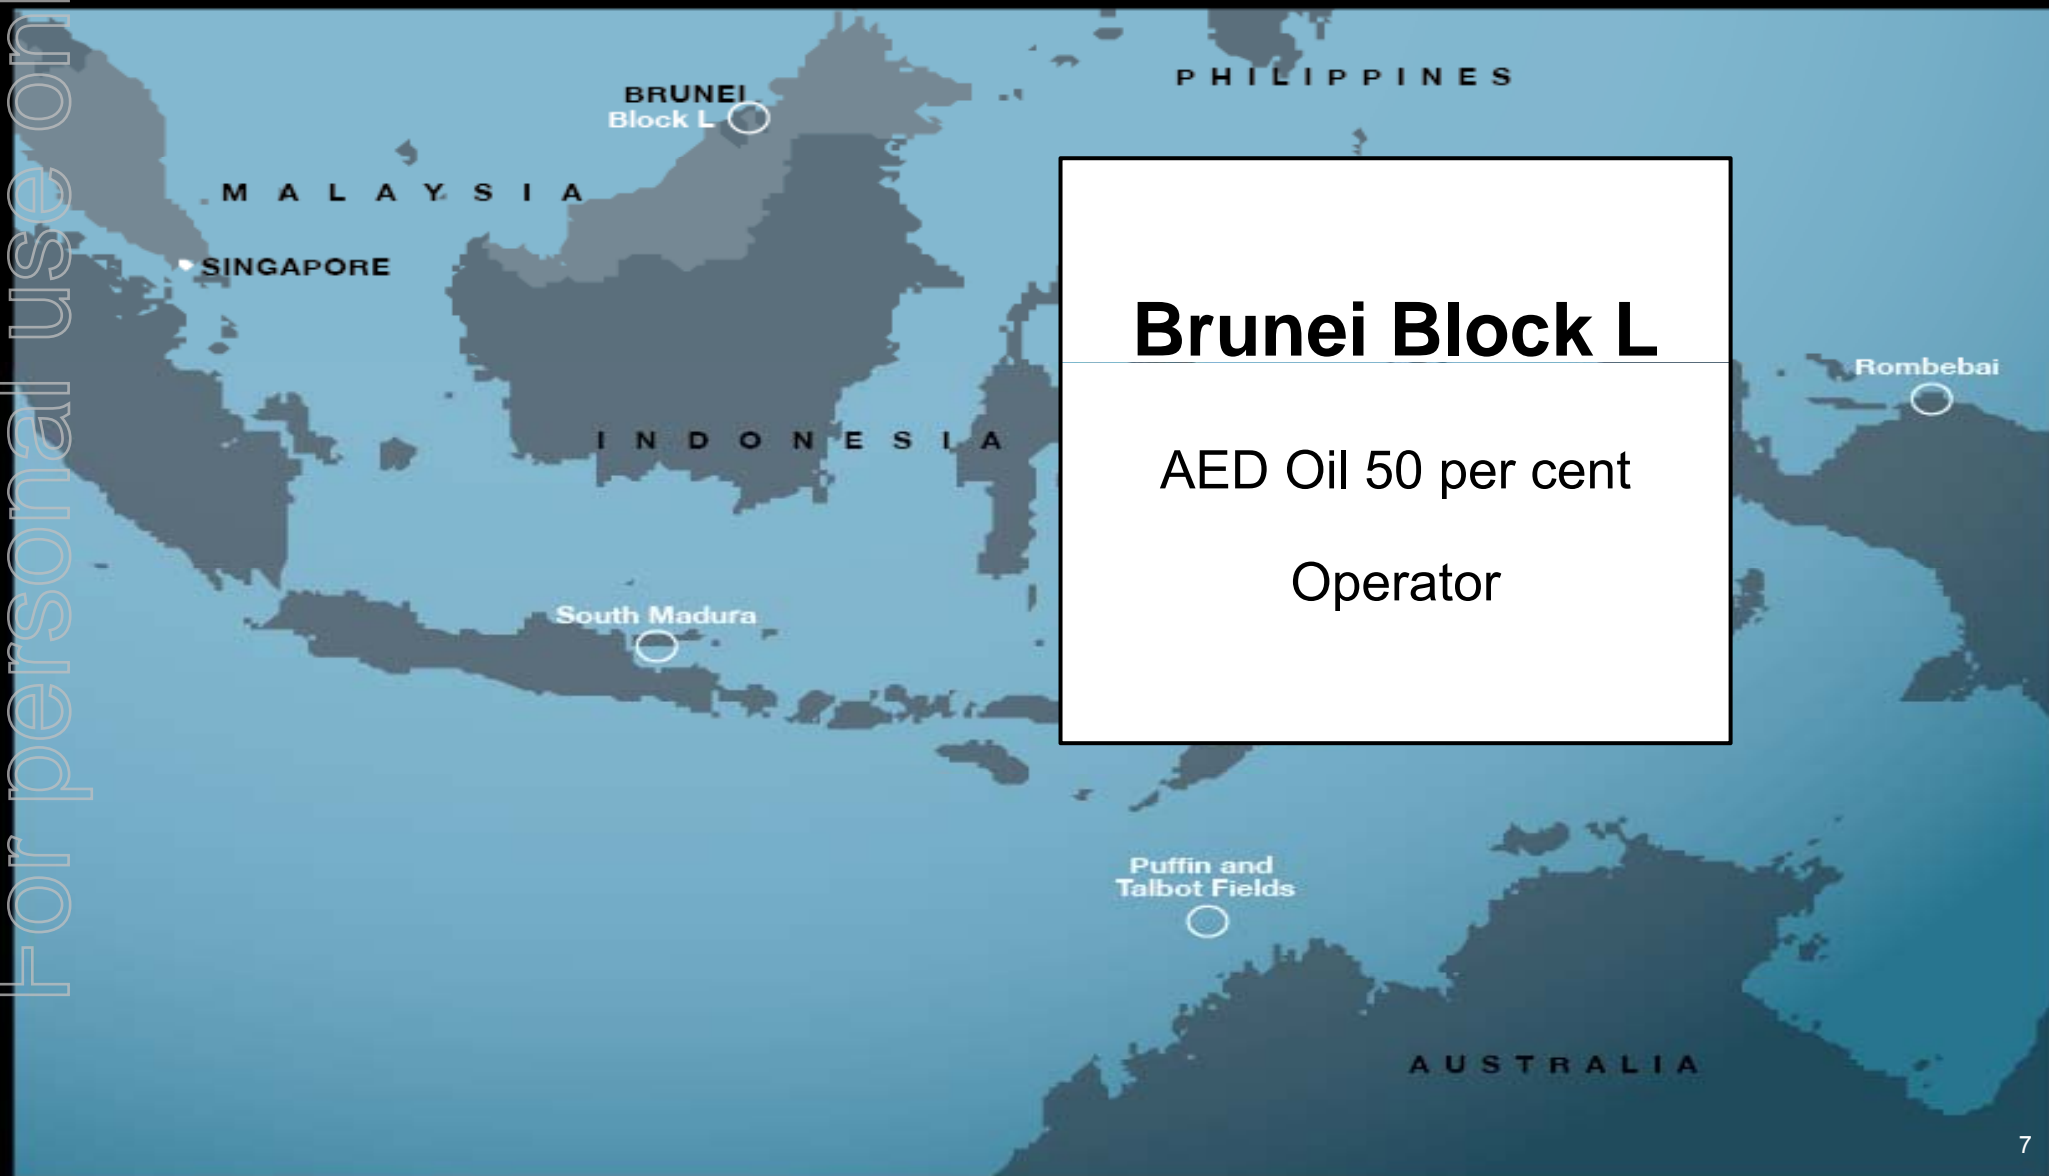 For personal use on
BRUNEI
Block L
PHILIPPINES
MALAYSIA
SINGAPORE
Brunei Block L
Rombebai
INDONESIA
AED Oil 50 per cent
Operator
South Madura
Puffin and
Talbot Fields
AUSTRALIA
7